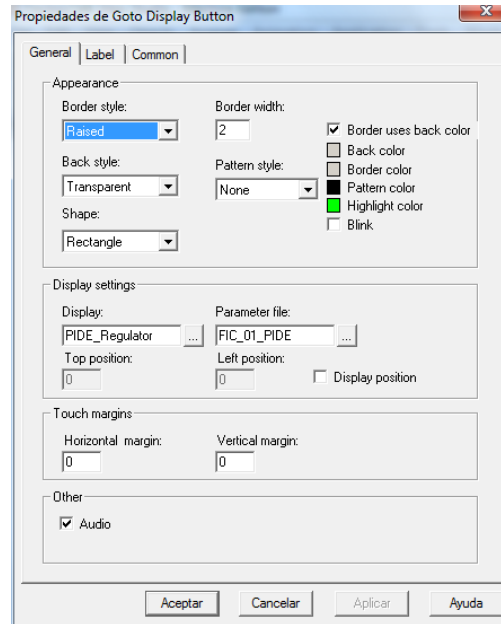 Propiedades de Goto Display Button
General Label Common
Appearance
Border style: Border width:
Raised 2 Border uses back color
Back color
Back style: Pattern style: Border color
Transparent None Pattern color
Highlight color
Shape: Blink
Rectangle
Display settings
Display: Parameter file:
PIDE_Regulator ... FIC_01_PIDE ...
Top position: Left position:
0 0 Display position
Touch margins
Horizontal margin: Vertical margin:
0 0
Other
Audio
Aceptar Cancelar Aplicar Ayuda